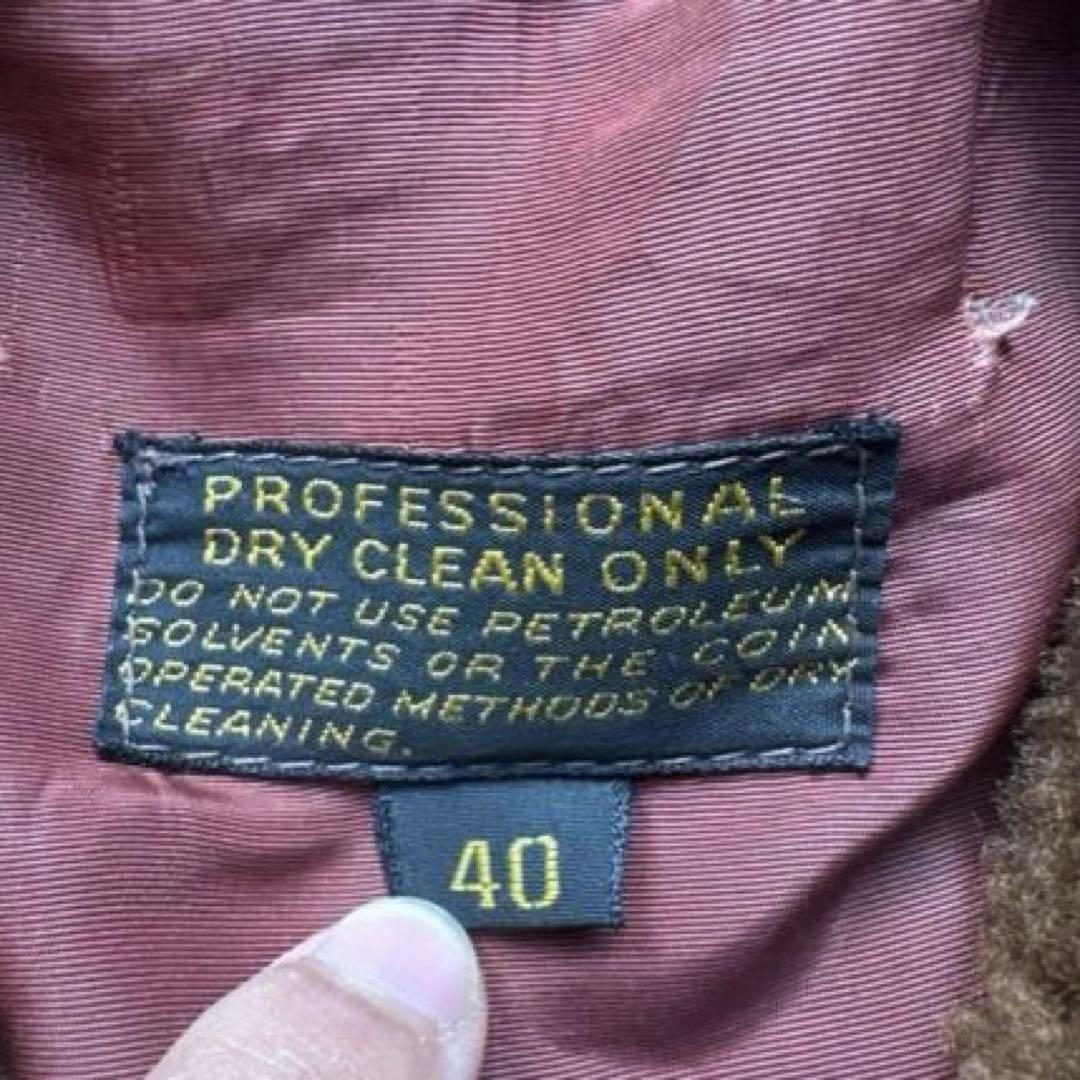 PROFESSIONAL
DRY CLEAN ONLY
DO NOT USE PETROLEUM
SOLVENTS OR THE COIN
OPERATED METHODS OF DRY
CLEANING.
40